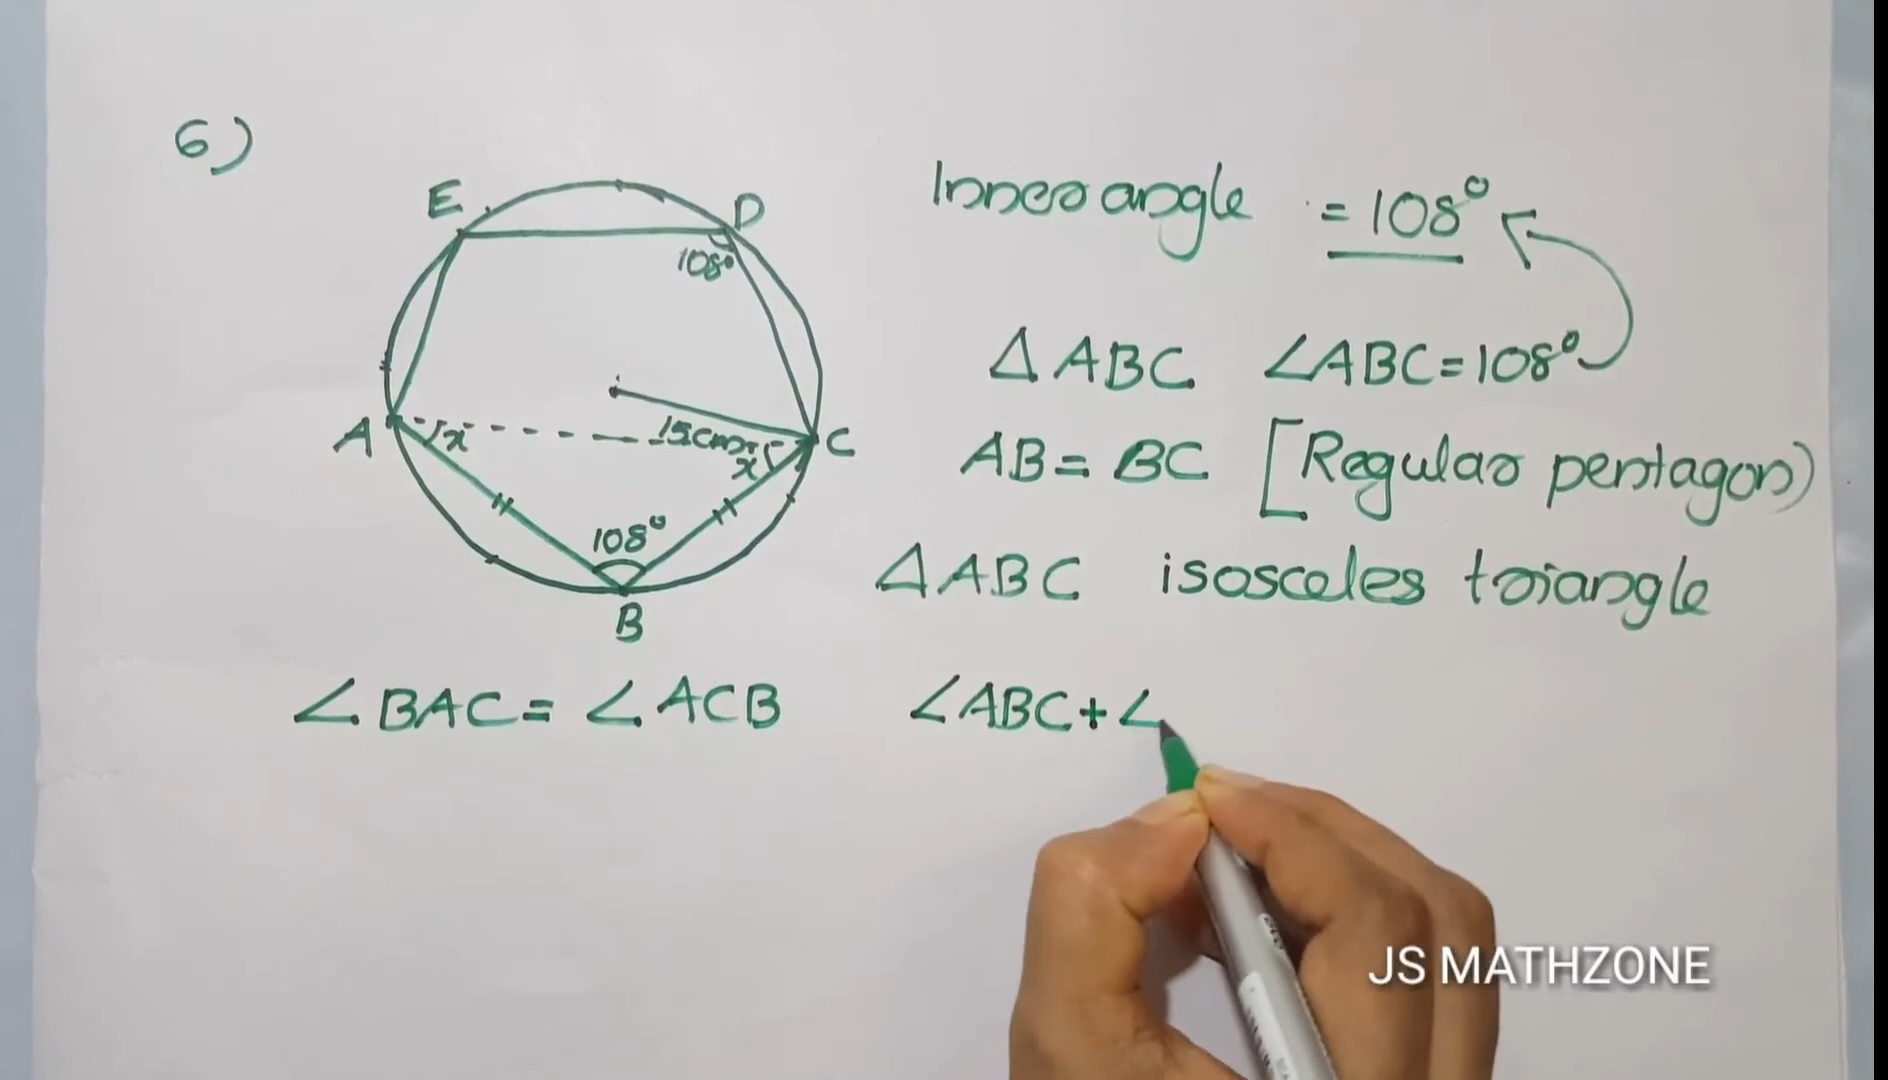 6)
E
D
108°
Inner angle = 108°
△ABC ∠ABC=108°
A
x
15cm
x
C
AB = BC [Regular pentagon)
108°
B
△ABC isosceles triangle
∠BAC = ∠ACB ∠ABC+∠
JS MATHZONE